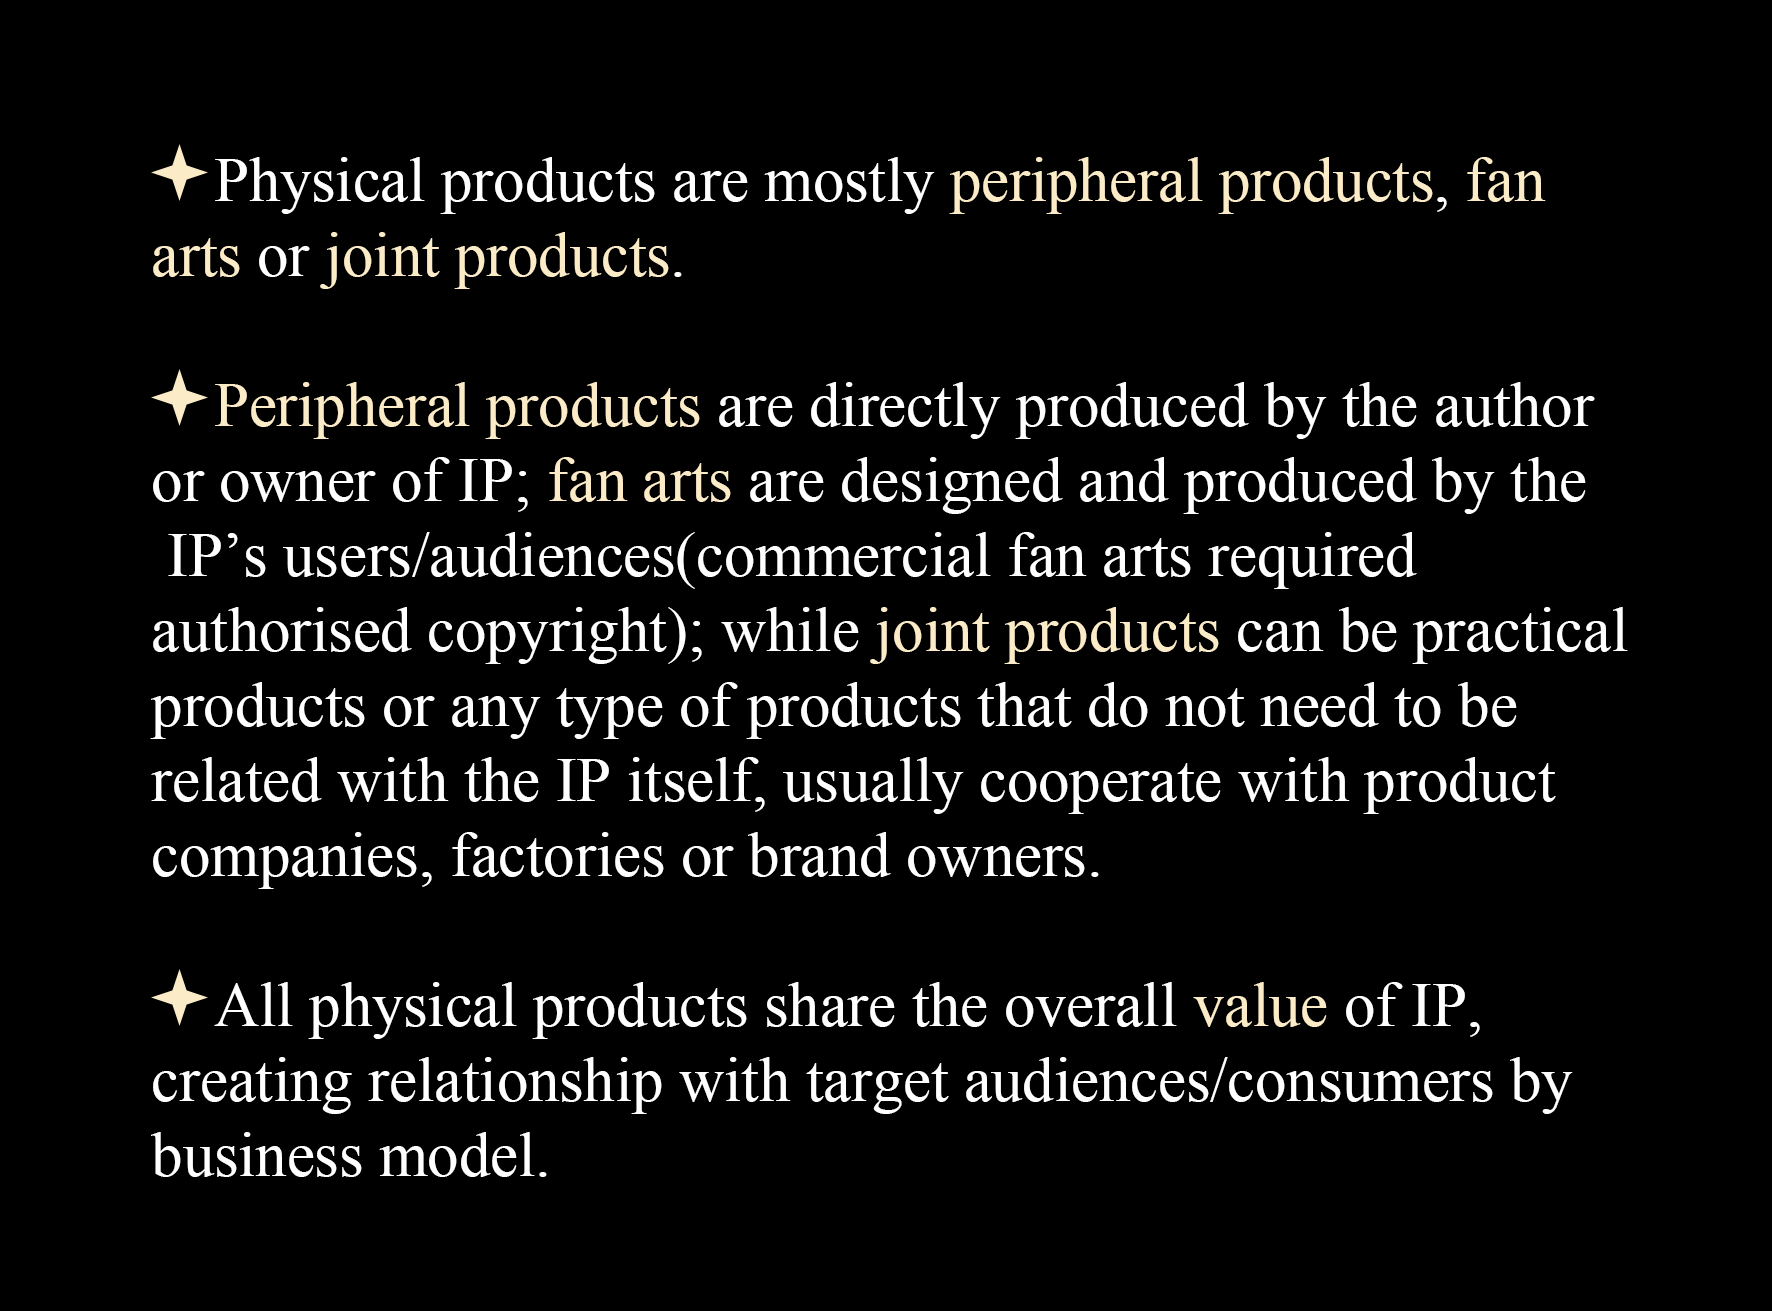 ✦Physical products are mostly peripheral products, fan
arts or joint products.
✦Peripheral products are directly produced by the author
or owner of IP; fan arts are designed and produced by the
IP’s users/audiences(commercial fan arts required
authorised copyright); while joint products can be practical
products or any type of products that do not need to be
related with the IP itself, usually cooperate with product
companies, factories or brand owners.
✦All physical products share the overall value of IP,
creating relationship with target audiences/consumers by
business model.